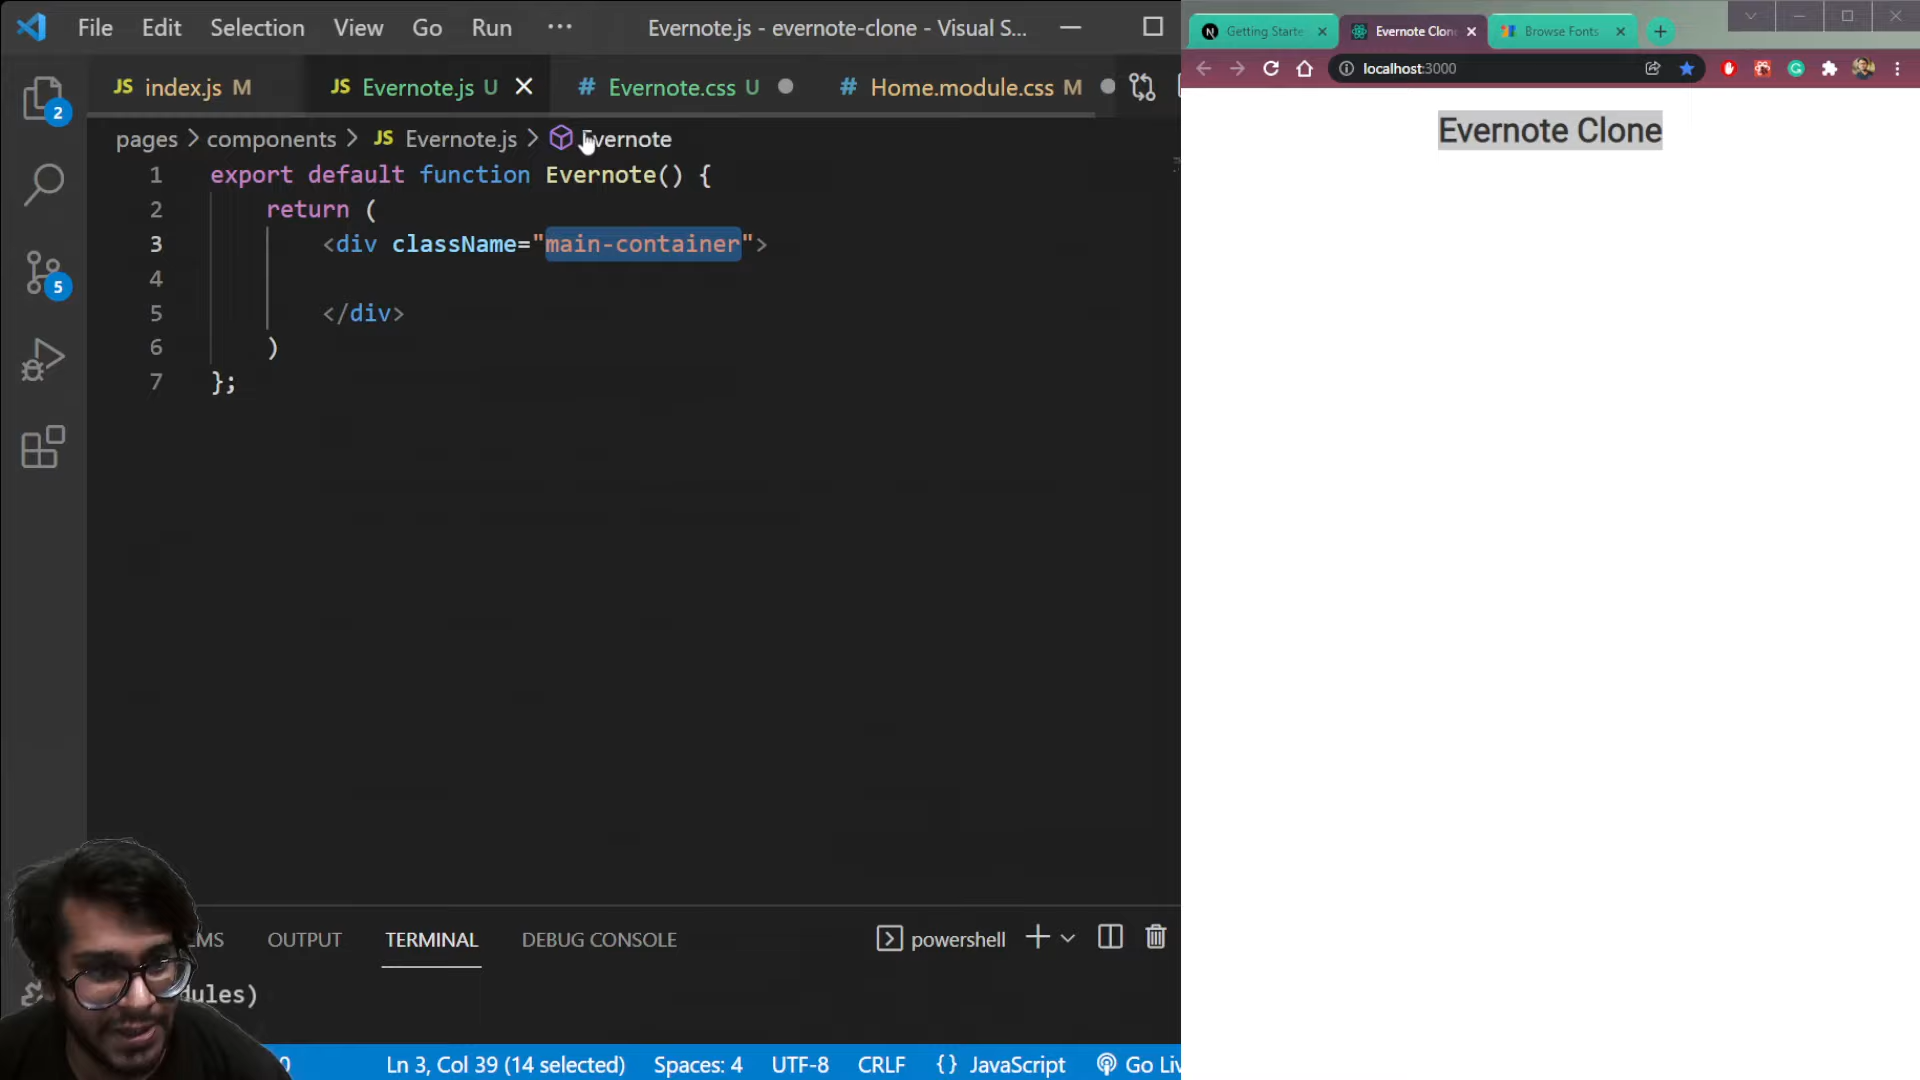 File Edit Selection View Go Run ··· Evernote.js - evernote-clone - Visual S...
JS index.js M JS Evernote.js U # Evernote.css U # Home.module.css M
pages > components > JS Evernote.js > Evernote
1 export default function Evernote() {
2 return (
3 <div className="main-container">
4
5 </div>
6 )
7 };
2
5
OUTPUT TERMINAL DEBUG CONSOLE powershell
Ln 3, Col 39 (14 selected) Spaces: 4 UTF-8 CRLF {} JavaScript
Getting Starte Evernote Clon Browse Fonts
localhost:3000
Evernote Clone